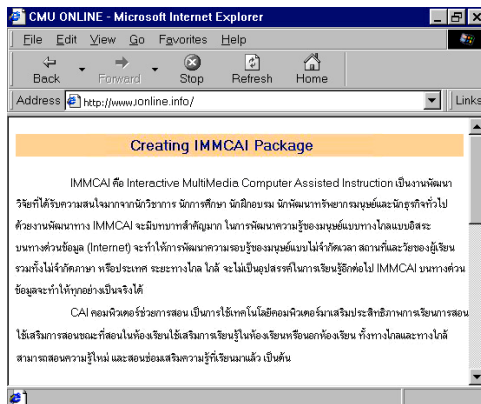 CMU ONLINE - Microsoft Internet Explorer
File Edit View Go Favorites Help
Back Forward Stop Refresh Home
Address http://www.online.info/ Links
Creating IMMCAI Package
IMMCAI คือ Interactive MultiMedia Computer Assisted Instruction เป็นงานพัฒนา
วิจัยที่ได้รับความสนใจมากจากนักวิชาการ นักการศึกษา นักฝึกอบรม นักพัฒนาทรัพยากรมนุษย์และนักธุรกิจทั่วไป
ด้วยงานพัฒนาทาง IMMCAI จะมีบทบาทสำคัญมาก ในการพัฒนาความรู้ของมนุษย์แบบทางไกลแบบอิสระ
บนทางด่วนข้อมูล (Internet) จะทำให้การพัฒนาความรอบรู้ของมนุษย์แบบไม่จำกัดเวลา สถานที่และวัยของผู้เรียน
รวมทั้งไม่จำกัดภาษา หรือประเทศ ระยะทางไกล ใกล้ จะไม่เป็นอุปสรรคในการเรียนรู้อีกต่อไป IMMCAI บนทางด่วน
ข้อมูลจะทำให้ทุกอย่างเป็นจริงได้
CAI คอมพิวเตอร์ช่วยการสอน เป็นการใช้เทคโนโลยีคอมพิวเตอร์มาเสริมประสิทธิภาพการเรียนการสอน
ใช้เสริมการสอนขณะที่สอนในห้องเรียนใช้เสริมการเรียนรู้ในห้องเรียนหรือนอกห้องเรียน ทั้งทางไกลและทางใกล้
สามารถสอนความรู้ใหม่ และสอนซ่อมเสริมความรู้ที่เรียนมาแล้ว เป็นต้น